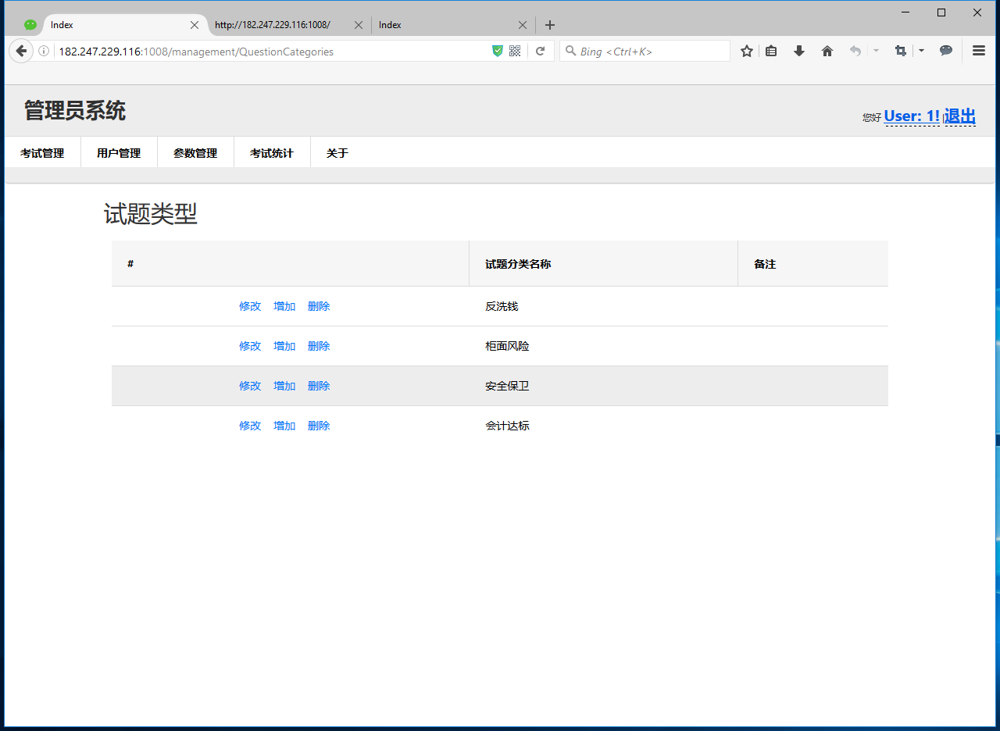 Index
http://182.247.229.116:1008/
Index
182.247.229.116:1008/management/QuestionCategories
Bing <Ctrl+K>
管理员系统
您好 User: 1! | 退出
考试管理 用户管理 参数管理 考试统计 关于
试题类型
# 试题分类名称 备注
修改 增加 删除 反洗钱
修改 增加 删除 柜面风险
修改 增加 删除 安全保卫
修改 增加 删除 会计达标